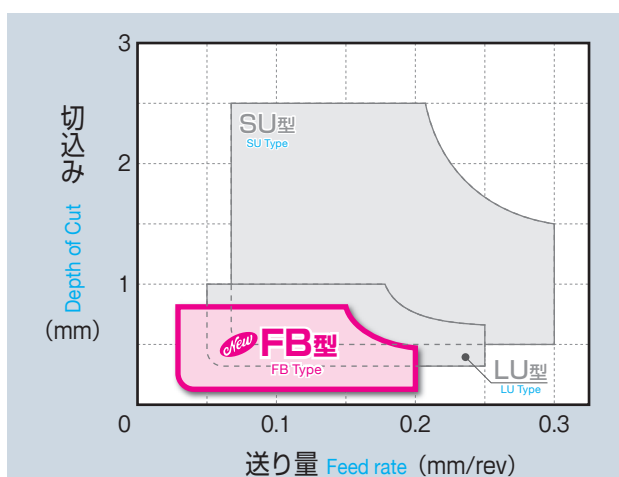 3
2
1
0
0.1
0.2
0.3
切込み
Depth of Cut
(mm)
SU型
SU Type
New FB型
FB Type
LU型
LU Type
送り量 Feed rate (mm/rev)